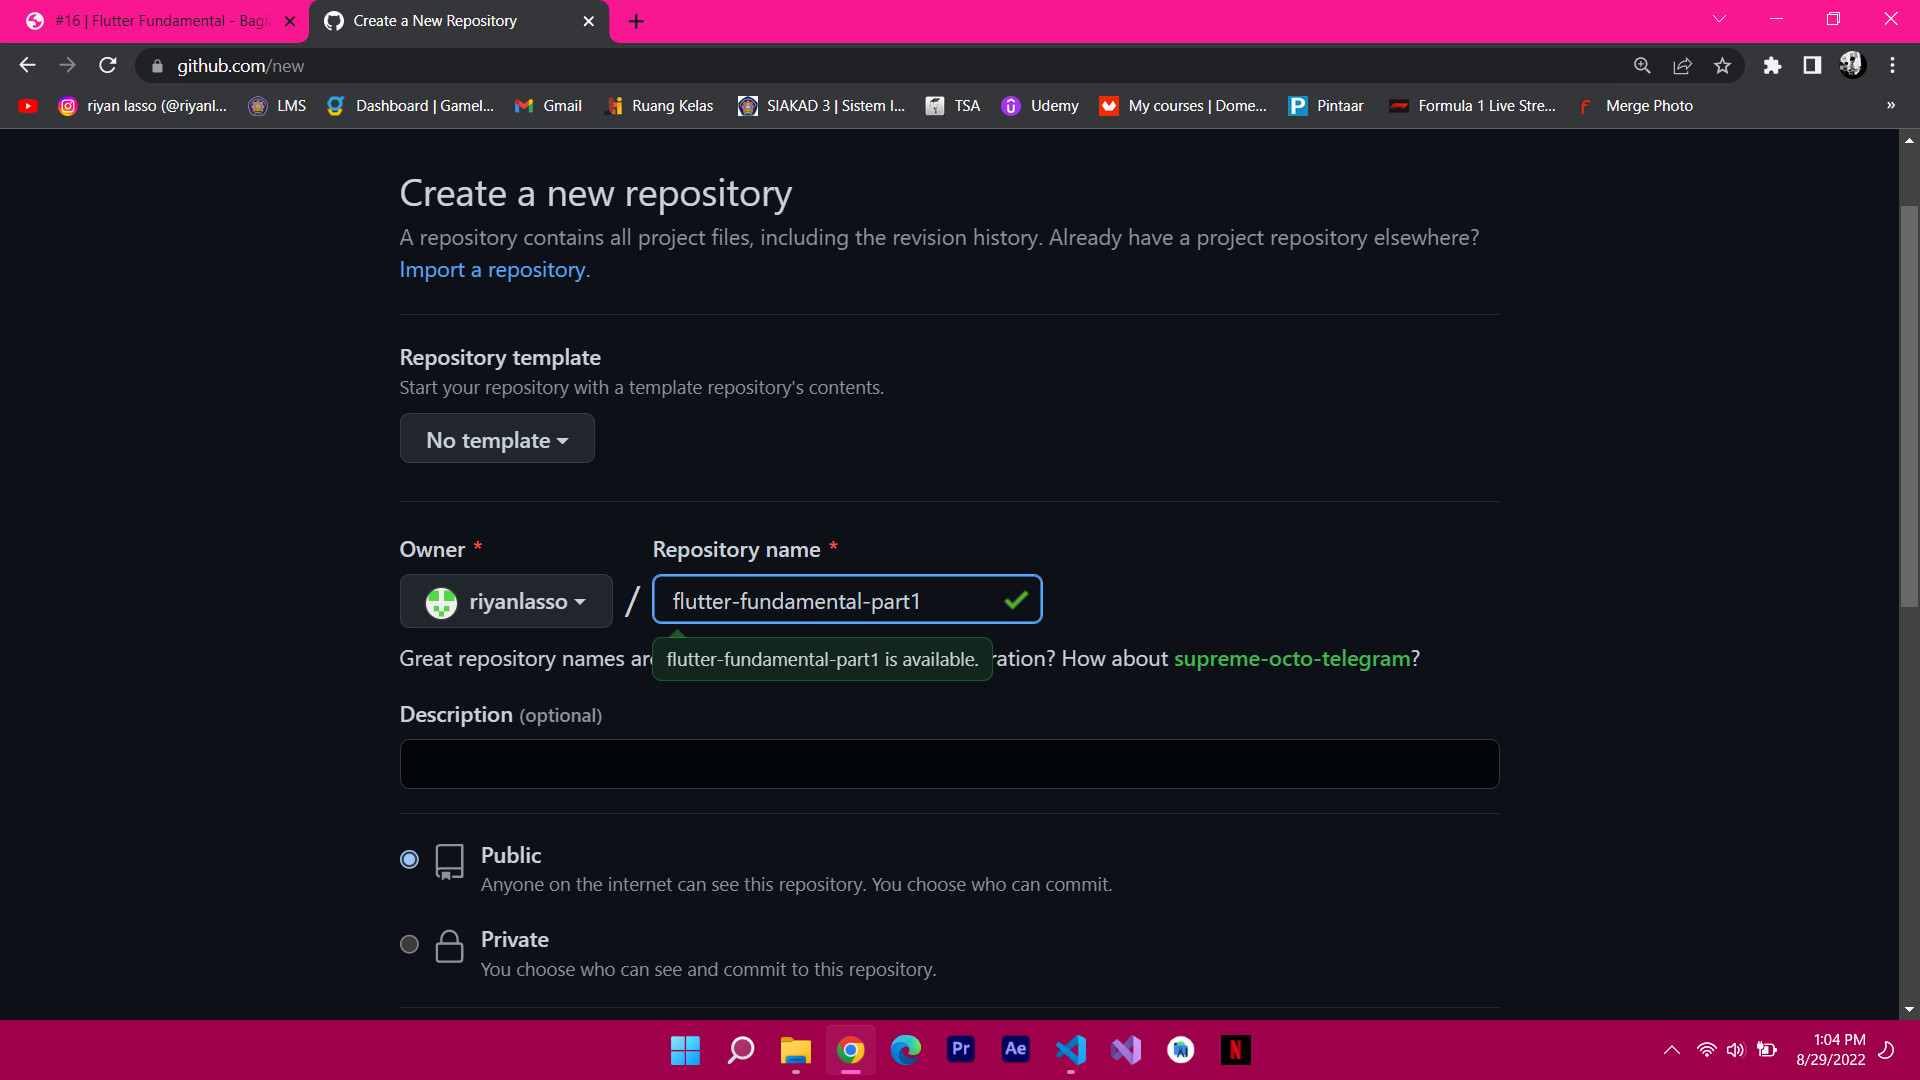 #16 | Flutter Fundamental - Bagia
Create a New Repository
github.com/new
riyan lasso (@riyanl...
LMS
Dashboard | Gamel...
Gmail
Ruang Kelas
SIAKAD 3 | Sistem I...
TSA
Udemy
My courses | Dome...
Pintaar
Formula 1 Live Stre...
Merge Photo
»
Create a new repository
A repository contains all project files, including the revision history. Already have a project repository elsewhere?
Import a repository.
Repository template
Start your repository with a template repository's contents.
No template
Owner *
Repository name *
riyanlasso
/
flutter-fundamental-part1
Great repository names are
flutter-fundamental-part1 is available.
ration? How about supreme-octo-telegram?
Description (optional)
Public
Anyone on the internet can see this repository. You choose who can commit.
Private
You choose who can see and commit to this repository.
Pr
Ae
N
1:04 PM
8/29/2022